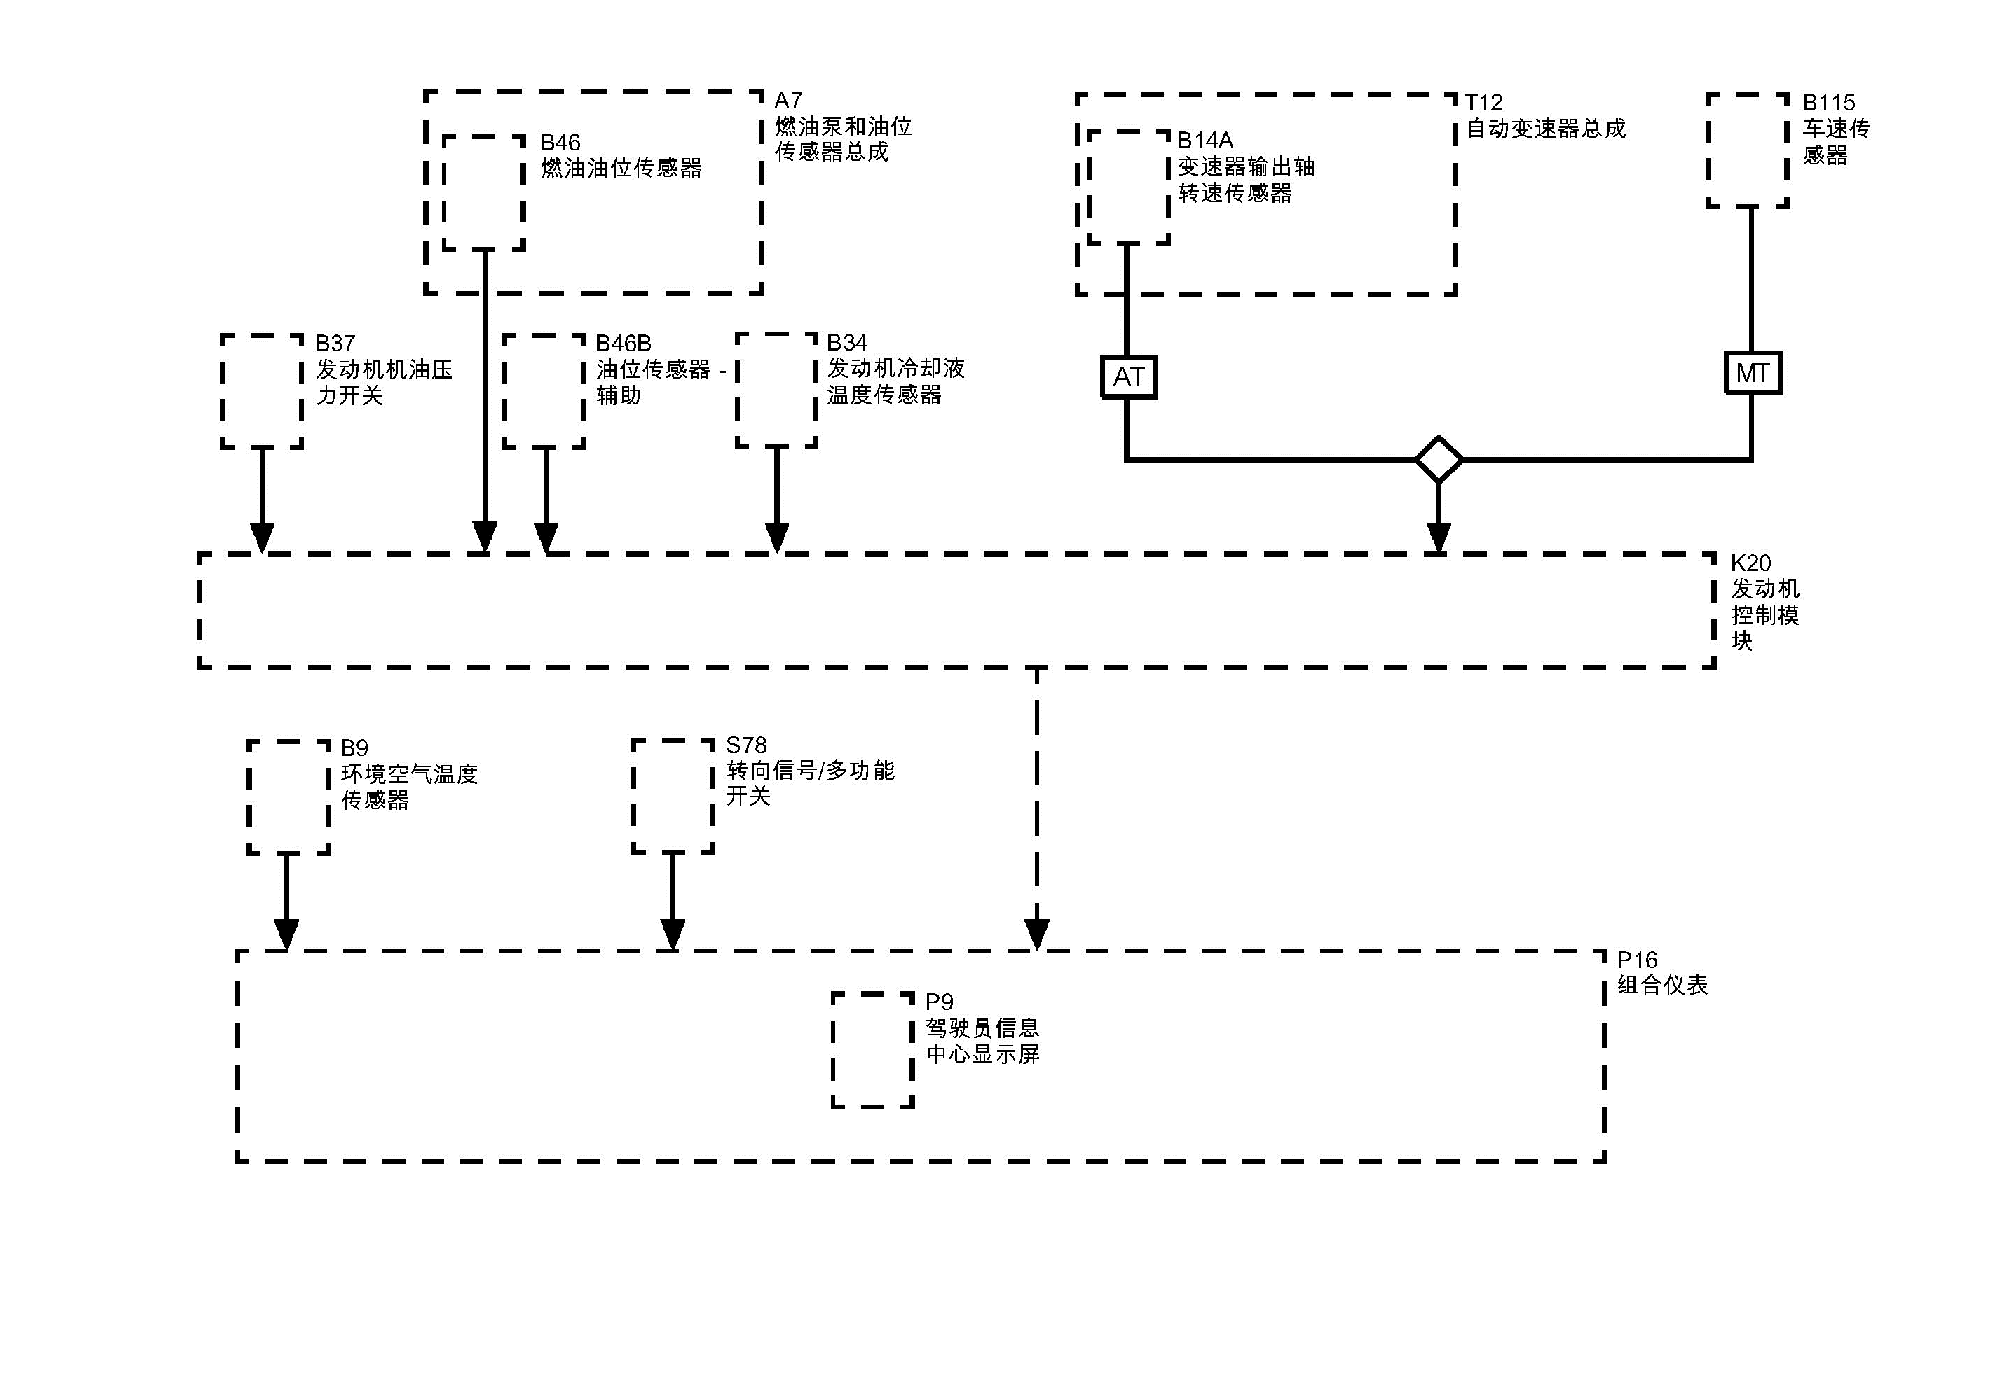 A7
燃油泵和油位
传感器总成
B46
燃油油位传感器
T12
自动变速器总成
B14A
变速器输出轴
转速传感器
B115
车速传
感器
B37
发动机机油压
力开关
B46B
油位传感器 -
辅助
B34
发动机冷却液
温度传感器
AT
MT
K20
发动机
控制模
块
B9
环境空气温度
传感器
S78
转向信号/多功能
开关
P16
组合仪表
P9
驾驶员信息
中心显示屏